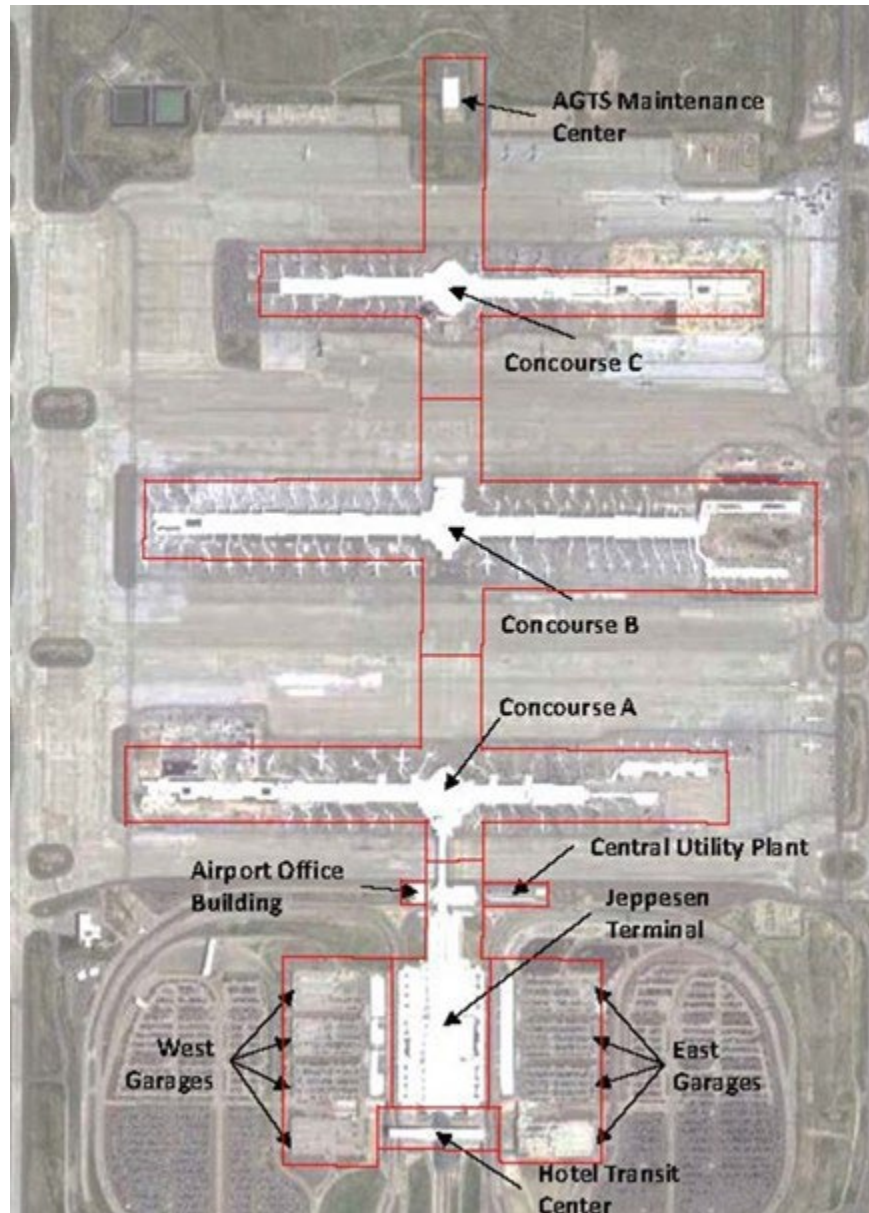 AGTS Maintenance
Center
Concourse C
Concourse B
Concourse A
Central Utility Plant
Airport Office
Building
Jeppesen
Terminal
West
Garages
East
Garages
Hotel Transit
Center